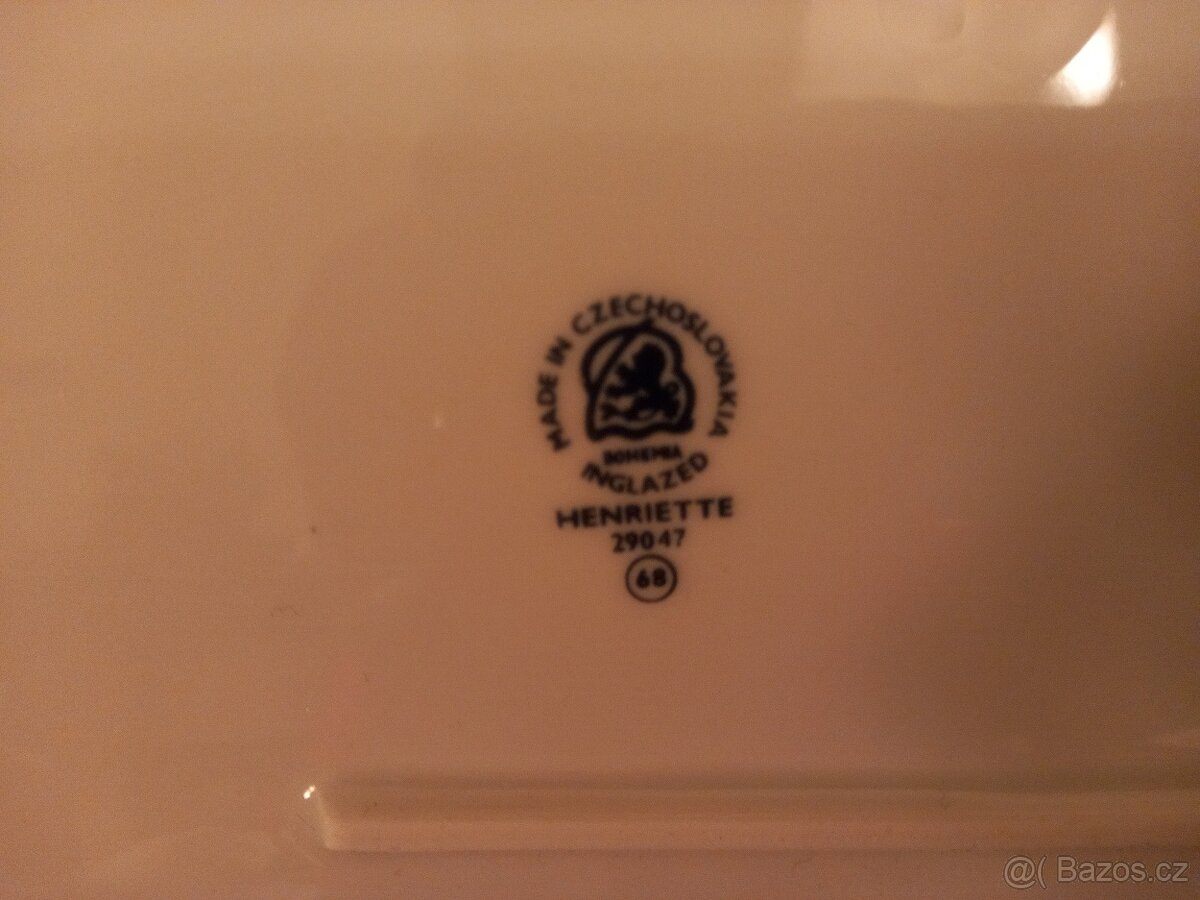 MADE IN CZECHOSLOVAKIA
BOHEMIA
INGLAZED
HENRIETTE
29047
68
@( Bazos.cz